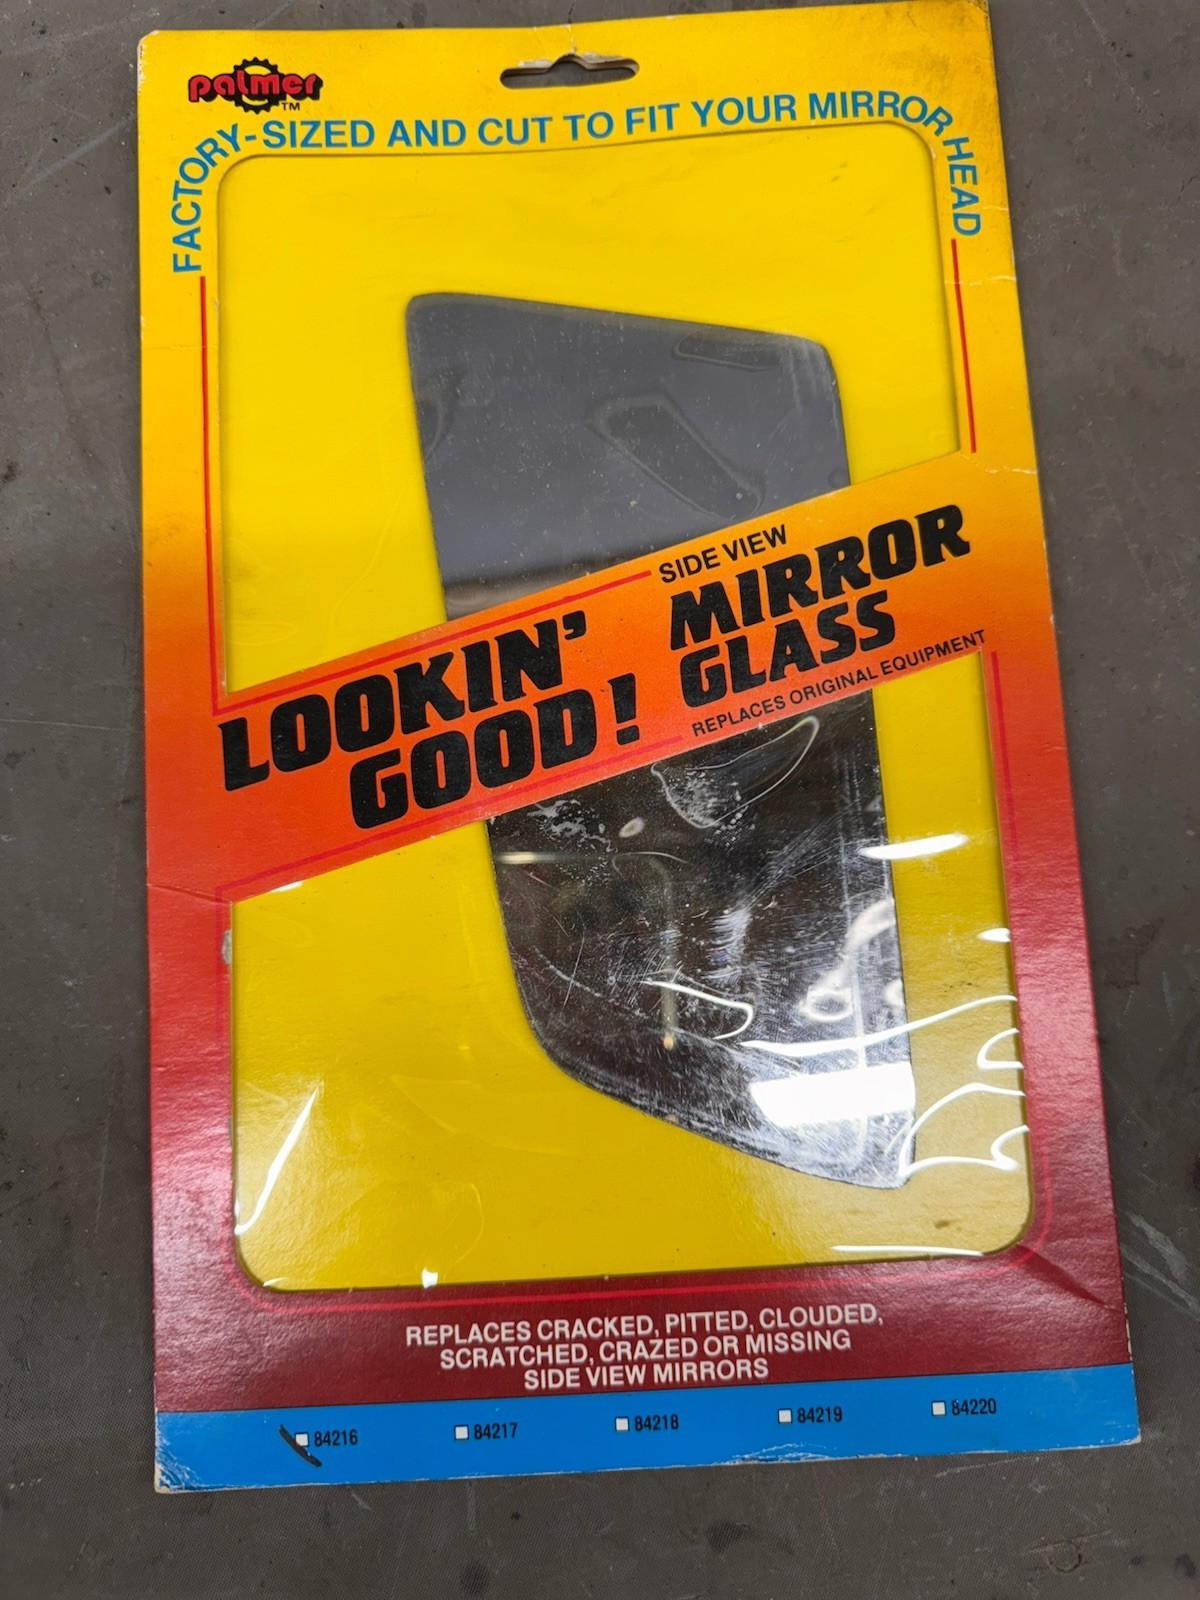 palmer
TM
FACTORY-SIZED AND CUT TO FIT YOUR MIRROR HEAD
LOOKIN'
GOOD!
SIDE VIEW
MIRROR
GLASS
REPLACES ORIGINAL EQUIPMENT
REPLACES CRACKED, PITTED, CLOUDED,
SCRATCHED, CRAZED OR MISSING
SIDE VIEW MIRRORS
84216 84217 84218 84219 84220